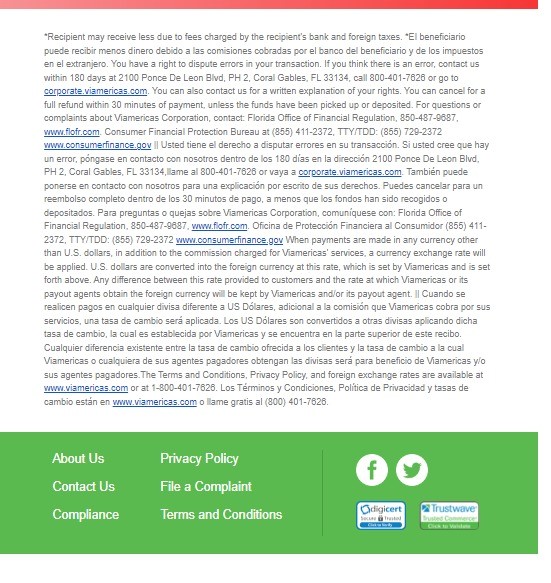 *Recipient may receive less due to fees charged by the recipient's bank and foreign taxes. *El beneficiario
puede recibir menos dinero debido a las comisiones cobradas por el banco del beneficiario y de los impuestos
en el extranjero. You have a right to dispute errors in your transaction. If you think there is an error, contact us
within 180 days at 2100 Ponce De Leon Blvd, PH 2, Coral Gables, FL 33134, call 800-401-7626 or go to
corporate.viamericas.com. You can also contact us for a written explanation of your rights. You can cancel for a
full refund within 30 minutes of payment, unless the funds have been picked up or deposited. For questions or
complaints about Viamericas Corporation, contact: Florida Office of Financial Regulation, 850-487-9687,
www.flofr.com. Consumer Financial Protection Bureau at (855) 411-2372, TTY/TDD: (855) 729-2372
www.consumerfinance.gov || Usted tiene el derecho a disputar errores en su transacción. Si usted cree que hay
un error, póngase en contacto con nosotros dentro de los 180 días en la dirección 2100 Ponce De Leon Blvd,
PH 2, Coral Gables, FL 33134,llame al 800-401-7626 or vaya a corporate.viamericas.com. También puede
ponerse en contacto con nosotros para una explicación por escrito de sus derechos. Puedes cancelar para un
reembolso completo dentro de los 30 minutos de pago, a menos que los fondos han sido recogidos o
depositados. Para preguntas o quejas sobre Viamericas Corporation, comuníquese con: Florida Office of
Financial Regulation, 850-487-9687, www.flofr.com. Oficina de Protección Financiera al Consumidor (855) 411-
2372, TTY/TDD: (855) 729-2372 www.consumerfinance.gov When payments are made in any currency other
than U.S. dollars, in addition to the commission charged for Viamericas' services, a currency exchange rate will
be applied. U.S. dollars are converted into the foreign currency at this rate, which is set by Viamericas and is set
forth above. Any difference between this rate provided to customers and the rate at which Viamericas or its
payout agents obtain the foreign currency will be kept by Viamericas and/or its payout agent. || Cuando se
realicen pagos en cualquier divisa diferente a US Dólares, adicional a la comisión que Viamericas cobra por sus
servicios, una tasa de cambio será aplicada. Los US Dólares son convertidos a otras divisas aplicando dicha
tasa de cambio, la cual es establecida por Viamericas y se encuentra en la parte superior de este recibo.
Cualquier diferencia existente entre la tasa de cambio ofrecida a los clientes y la tasa de cambio a la cual
Viamericas o cualquiera de sus agentes pagadores obtengan las divisas será para beneficio de Viamericas y/o
sus agentes pagadores.The Terms and Conditions, Privacy Policy, and foreign exchange rates are available at
www.viamericas.com or at 1-800-401-7626. Los Términos y Condiciones, Política de Privacidad y tasas de
cambio están en www.viamericas.com o llame gratis al (800) 401-7626.
About Us
Privacy Policy
Contact Us
File a Complaint
Compliance
Terms and Conditions
digicert
Secure Trusted
Click to Verify
Trustwave
Trusted Commerce
Click to Validate